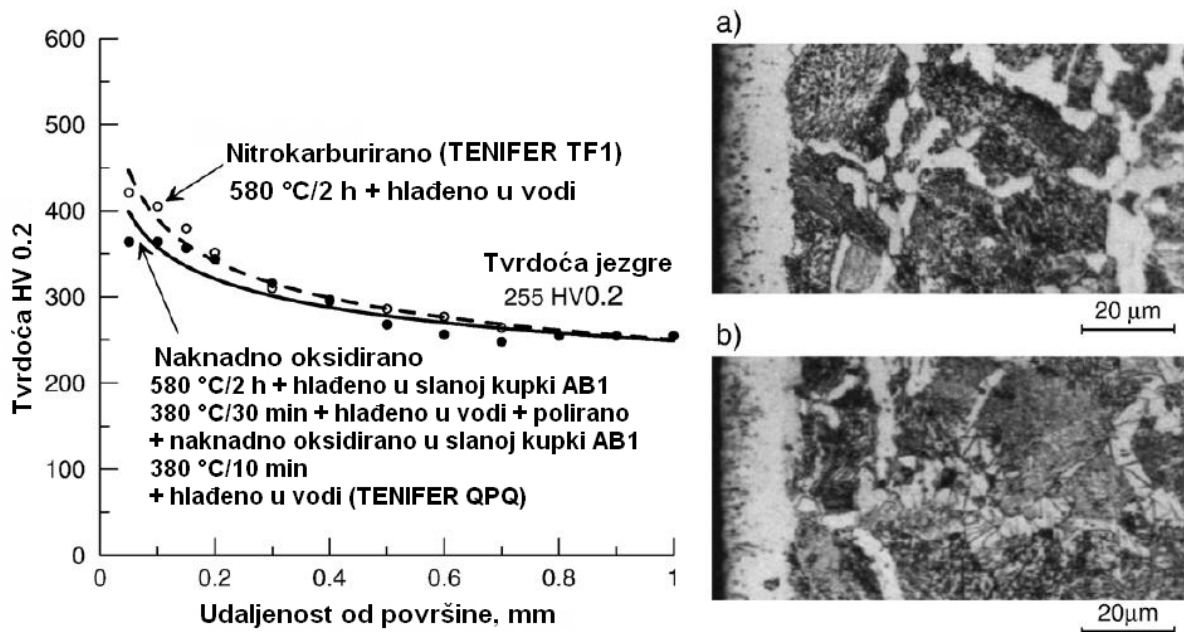 Tvrdoća HV 0.2
600
500
400
300
200
100
0
Nitrokarburirano (TENIFER TF1)
580 °C/2 h + hlađeno u vodi
Tvrdoća jezgre
255 HV0.2
Naknadno oksidirano
580 °C/2 h + hlađeno u slanoj kupki AB1
380 °C/30 min + hlađeno u vodi + polirano
+ naknadno oksidirano u slanoj kupki AB1
380 °C/10 min
+ hlađeno u vodi (TENIFER QPQ)
0 0.2 0.4 0.6 0.8 1
Udaljenost od površine, mm
a)
20 µm
b)
20µm